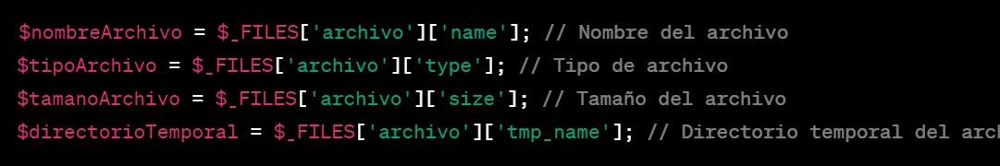 $nombreArchivo = $_FILES['archivo']['name']; // Nombre del archivo
$tipoArchivo = $_FILES['archivo']['type']; // Tipo de archivo
$tamanoArchivo = $_FILES['archivo']['size']; // Tamaño del archivo
$directorioTemporal = $_FILES['archivo']['tmp_name']; // Directorio temporal del